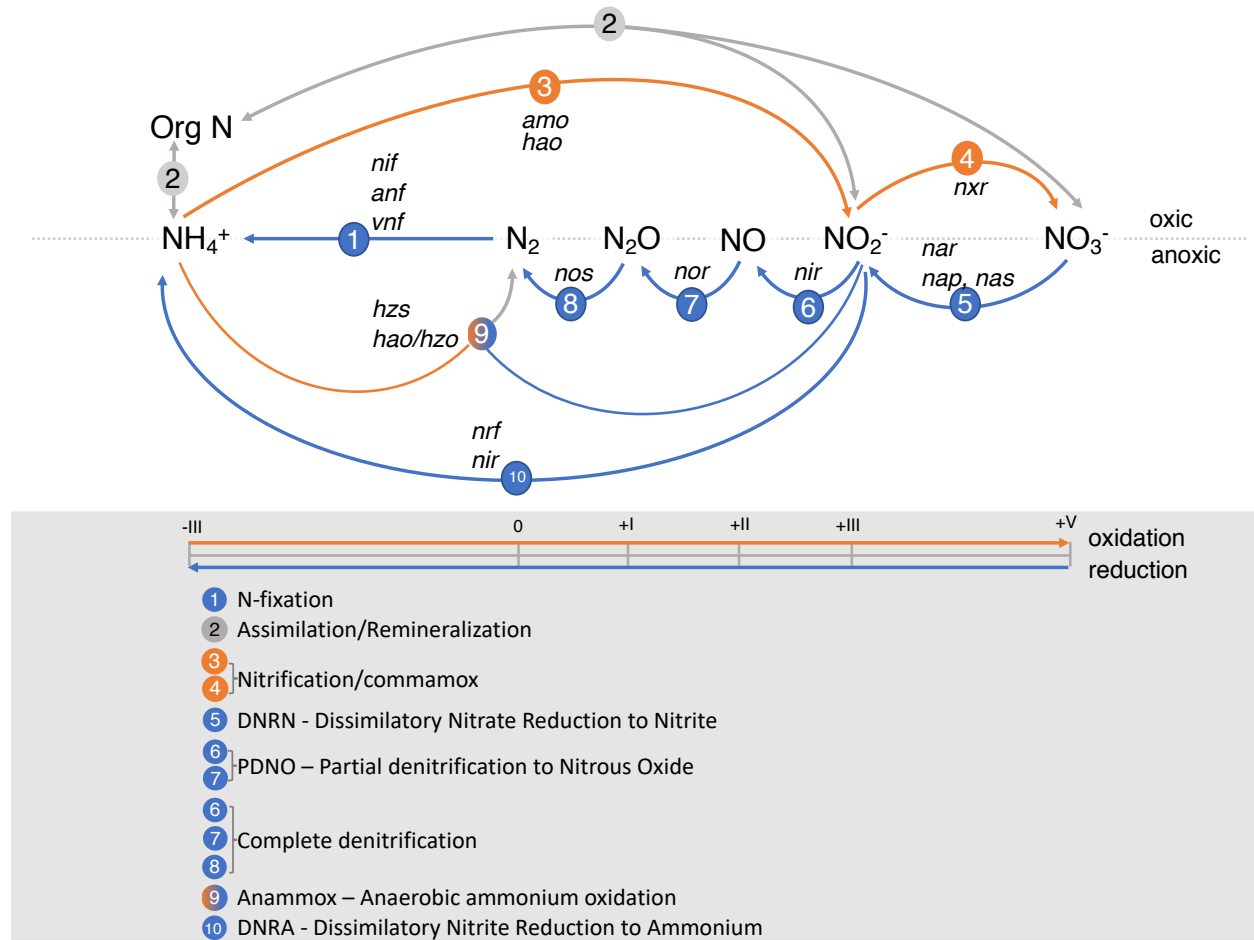 2
3
Org N
amo
hao
4
2
nif
anf
vnf
nxr
oxic
NH₄⁺
1
N₂
N₂O
NO
NO₂⁻
NO₃⁻
anoxic
nar
nap, nas
nos
nor
nir
8
7
6
5
hzs
hao/hzo
9
nrf
nir
10
-III 0 +I +II +III +V
oxidation
reduction
1 N-fixation
2 Assimilation/Remineralization
3
4
Nitrification/commamox
5 DNRN - Dissimilatory Nitrate Reduction to Nitrite
6
7
PDNO – Partial denitrification to Nitrous Oxide
6
7
8
Complete denitrification
9 Anammox – Anaerobic ammonium oxidation
10 DNRA - Dissimilatory Nitrite Reduction to Ammonium